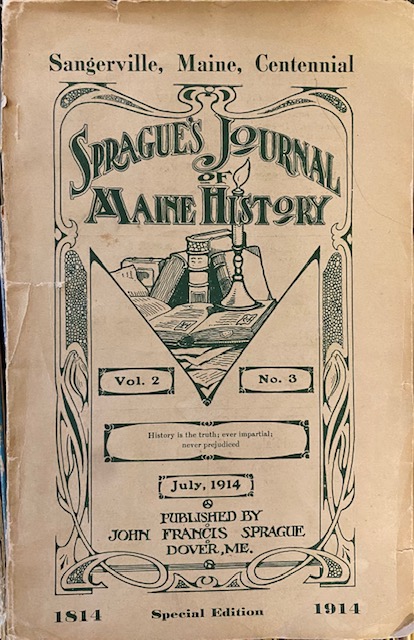 Sangerville, Maine, Centennial
SPRAGUE'S JOURNAL
OF
MAINE HISTORY
Vol. 2 No. 3
History is the truth; ever impartial;
never prejudiced
July, 1914
PUBLISHED BY
JOHN FRANCIS SPRAGUE
DOVER, ME.
1814 Special Edition 1914